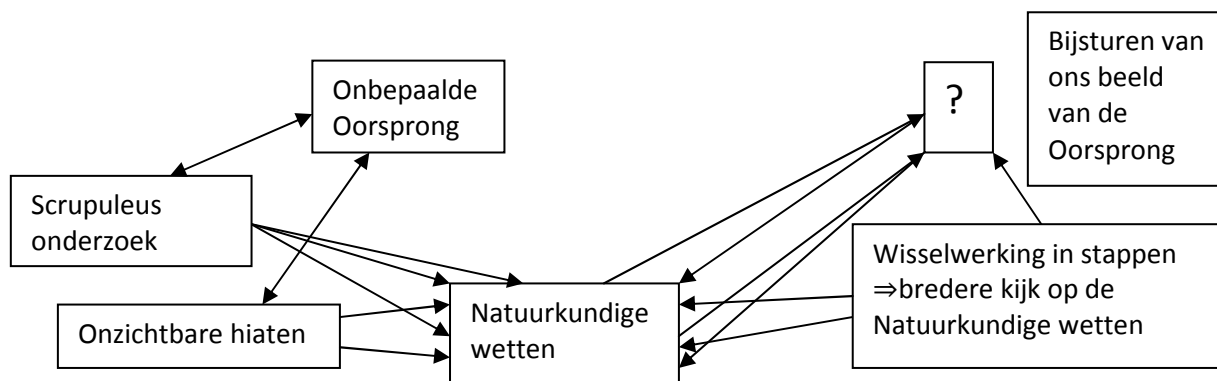 Onbepaalde
Oorsprong
Scrupuleus
onderzoek
Onzichtbare hiaten
Natuurkundige
wetten
?
Bijsturen van
ons beeld
van de
Oorsprong
Wisselwerking in stappen
⇒bredere kijk op de
Natuurkundige wetten